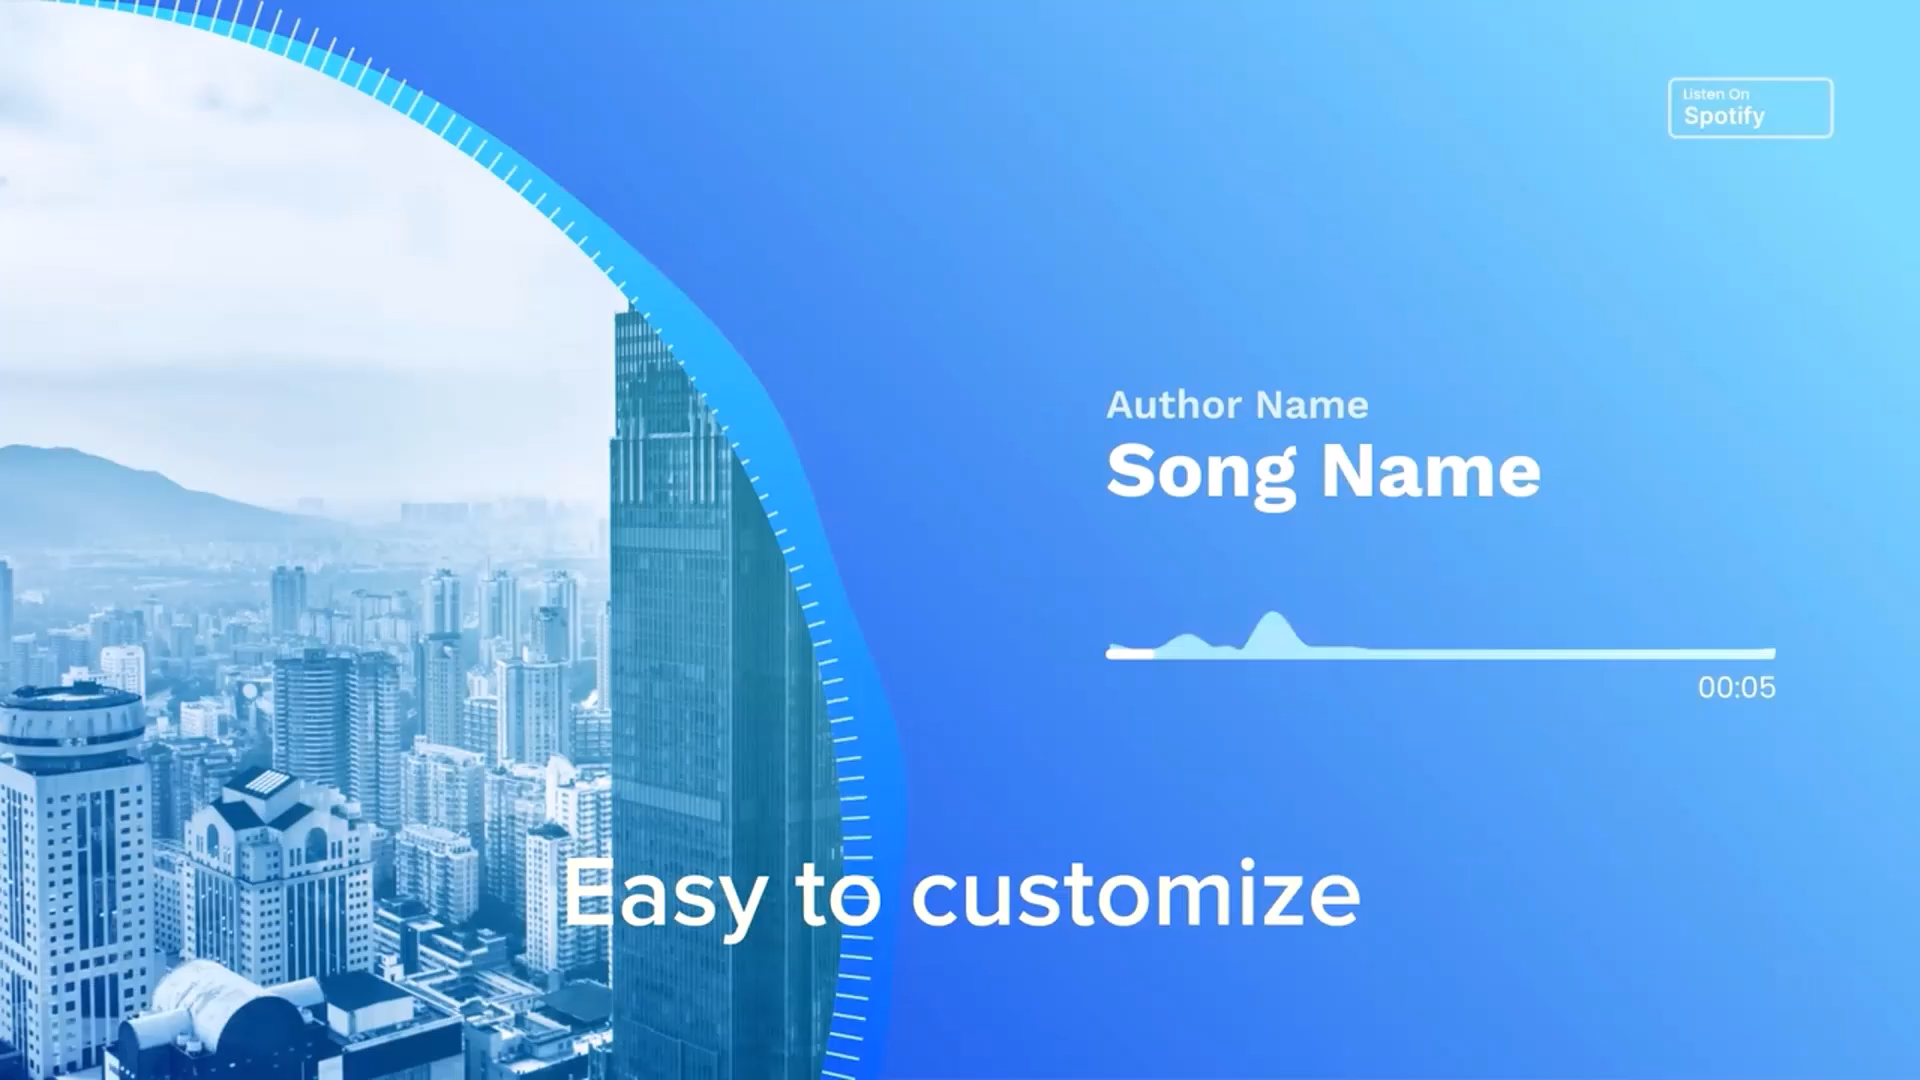 Listen On
Spotify
Author Name
Song Name
00:05
Easy to customize